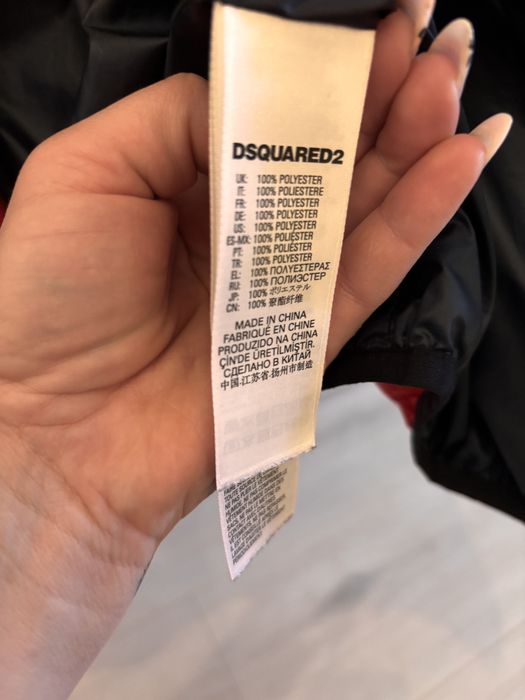 DSQUARED2
UK: 100% POLYESTER
IT: 100% POLIESTERE
FR: 100% POLYESTER
DE: 100% POLYESTER
US: 100% POLYESTER
ES-MX: 100% POLIÉSTER
PT: 100% POLIÉSTER
TR: 100% POLYESTER
EL: 100% ΠΟΛΥΕΣΤΕΡΑΣ
RU: 100% ПОЛИЭСТЕР
JP: 100% ポリエステル
CN: 100% 聚酯纤维
MADE IN CHINA
FABRIQUÉ EN CHINE
PRODUZIDO NA CHINA
ÇİN'DE ÜRETİLMİŞTİR.
СДЕЛАНО В КИТАЙ
中国.江苏省.扬州市制造